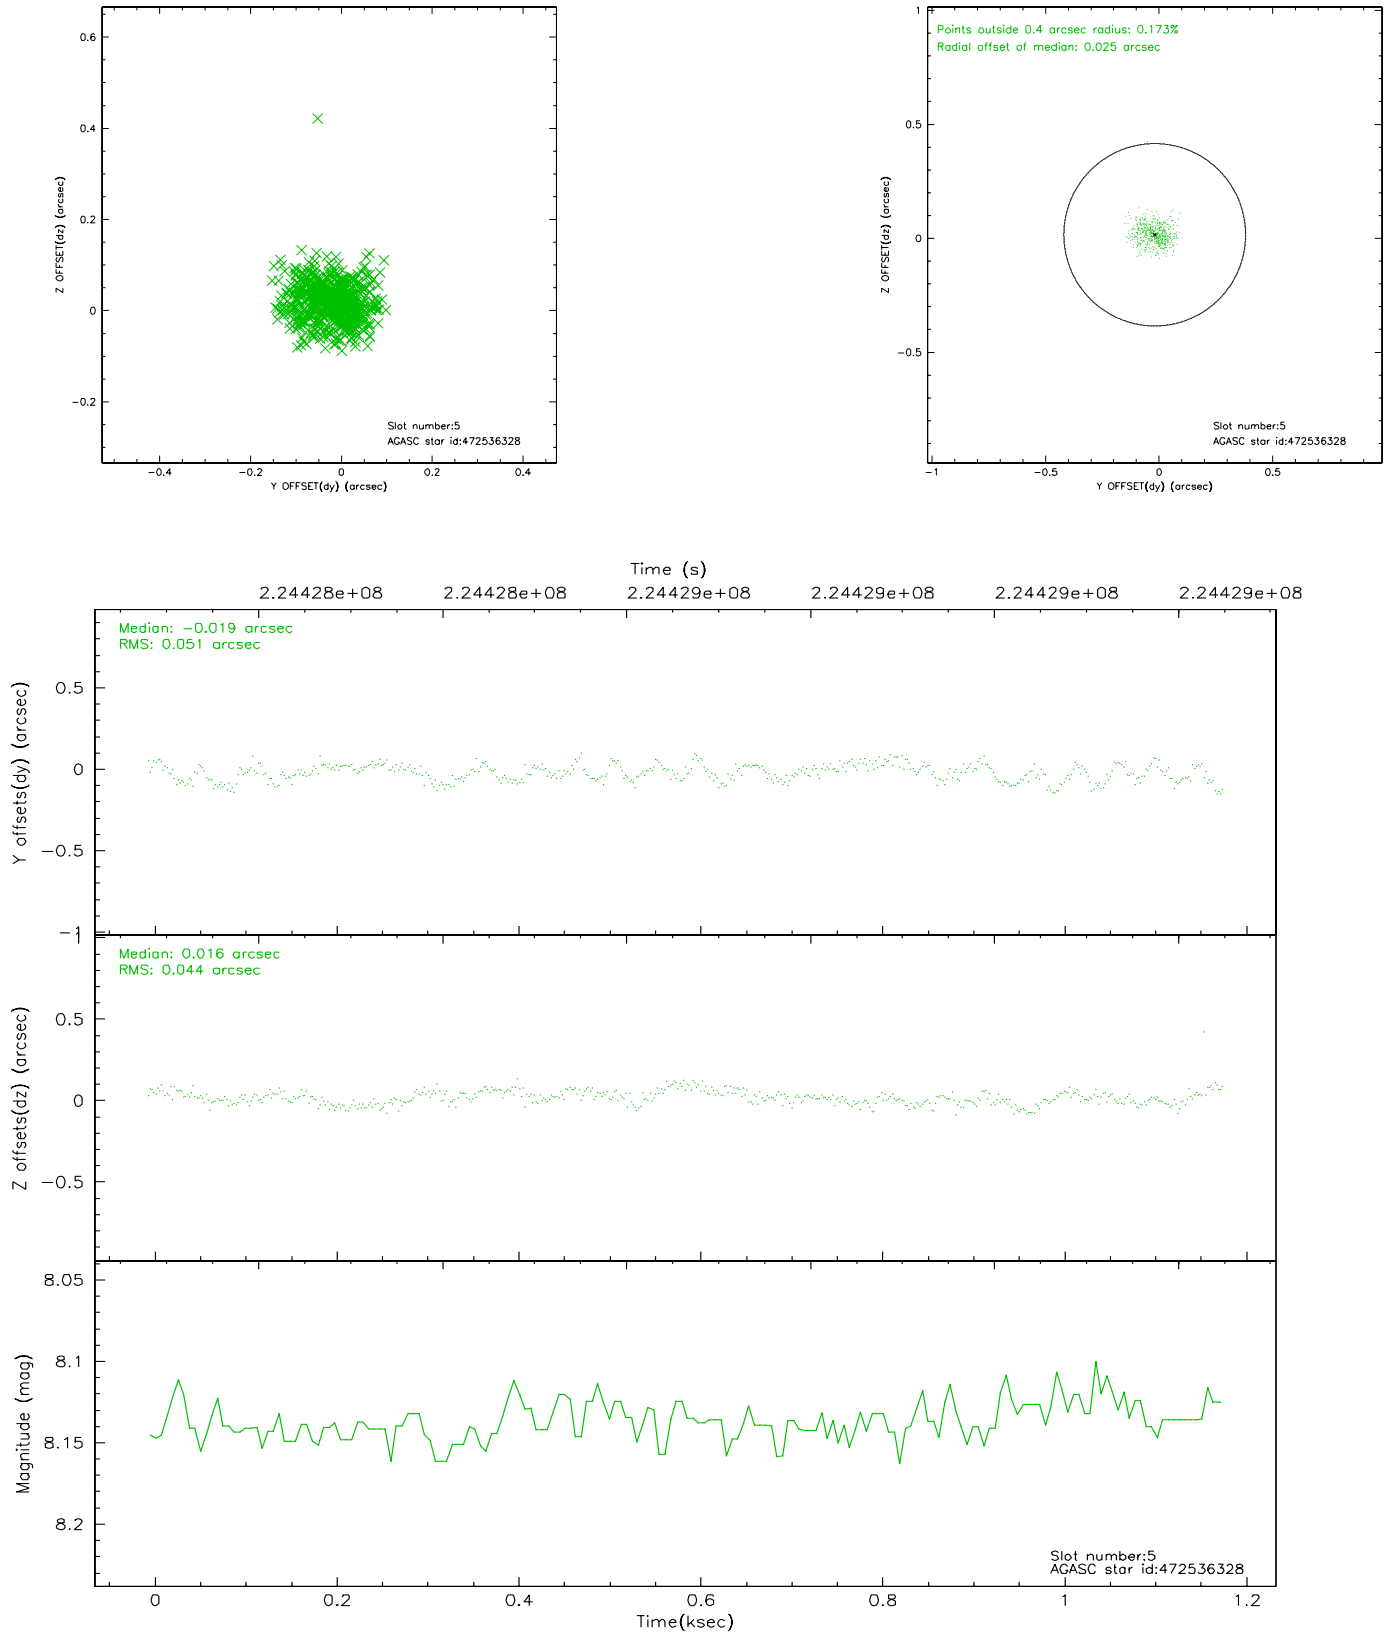 0.6
0.4
0.2
0
−0.2
−0.4
−0.2
0
0.2
0.4
Z OFFSET(dz) (arcsec)
Y OFFSET(dy) (arcsec)
Slot number:5
AGASC star id:472536328
1
0.5
0
−0.5
−1
−0.5
0
0.5
Points outside 0.4 arcsec radius: 0.173%
Radial offset of median: 0.025 arcsec
Z OFFSET(dz) (arcsec)
Y OFFSET(dy) (arcsec)
Slot number:5
AGASC star id:472536328
Time (s)
2.24428e+08 2.24428e+08 2.24429e+08 2.24429e+08 2.24429e+08 2.24429e+08
Median: −0.019 arcsec
RMS: 0.051 arcsec
Y offsets(dy) (arcsec)
0.5
0
−0.5
−1
Median: 0.016 arcsec
RMS: 0.044 arcsec
Z offsets(dz) (arcsec)
1
0.5
0
−0.5
Magnitude (mag)
8.05
8.1
8.15
8.2
Slot number:5
AGASC star id:472536328
0 0.2 0.4 0.6 0.8 1 1.2
Time(ksec)